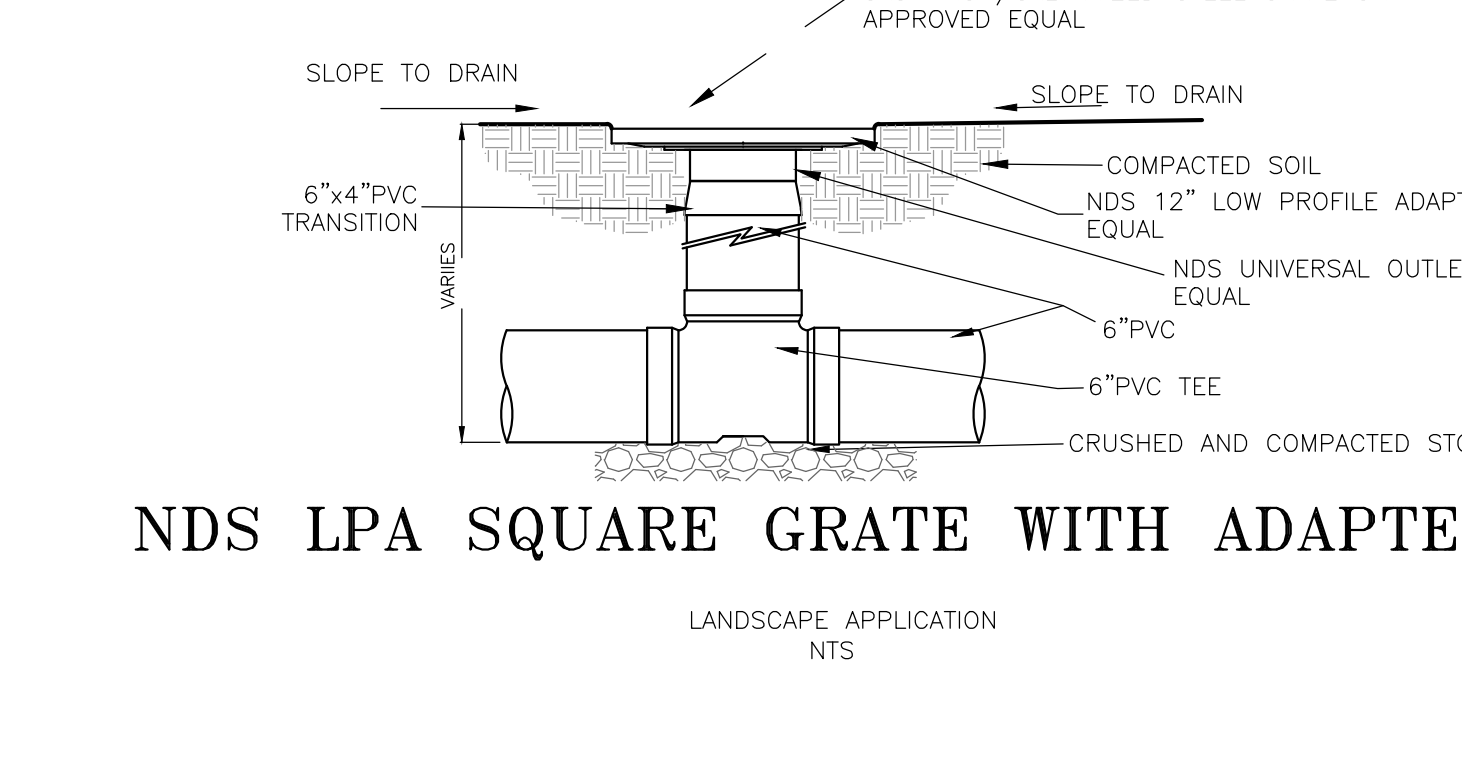 APPROVED EQUAL
SLOPE TO DRAIN
SLOPE TO DRAIN
COMPACTED SOIL
6"x4"PVC
TRANSITION
NDS 12" LOW PROFILE ADAPT
EQUAL
VARIIES
NDS UNIVERSAL OUTLE
EQUAL
6"PVC
6"PVC TEE
CRUSHED AND COMPACTED STO
NDS LPA SQUARE GRATE WITH ADAPTE
LANDSCAPE APPLICATION
NTS